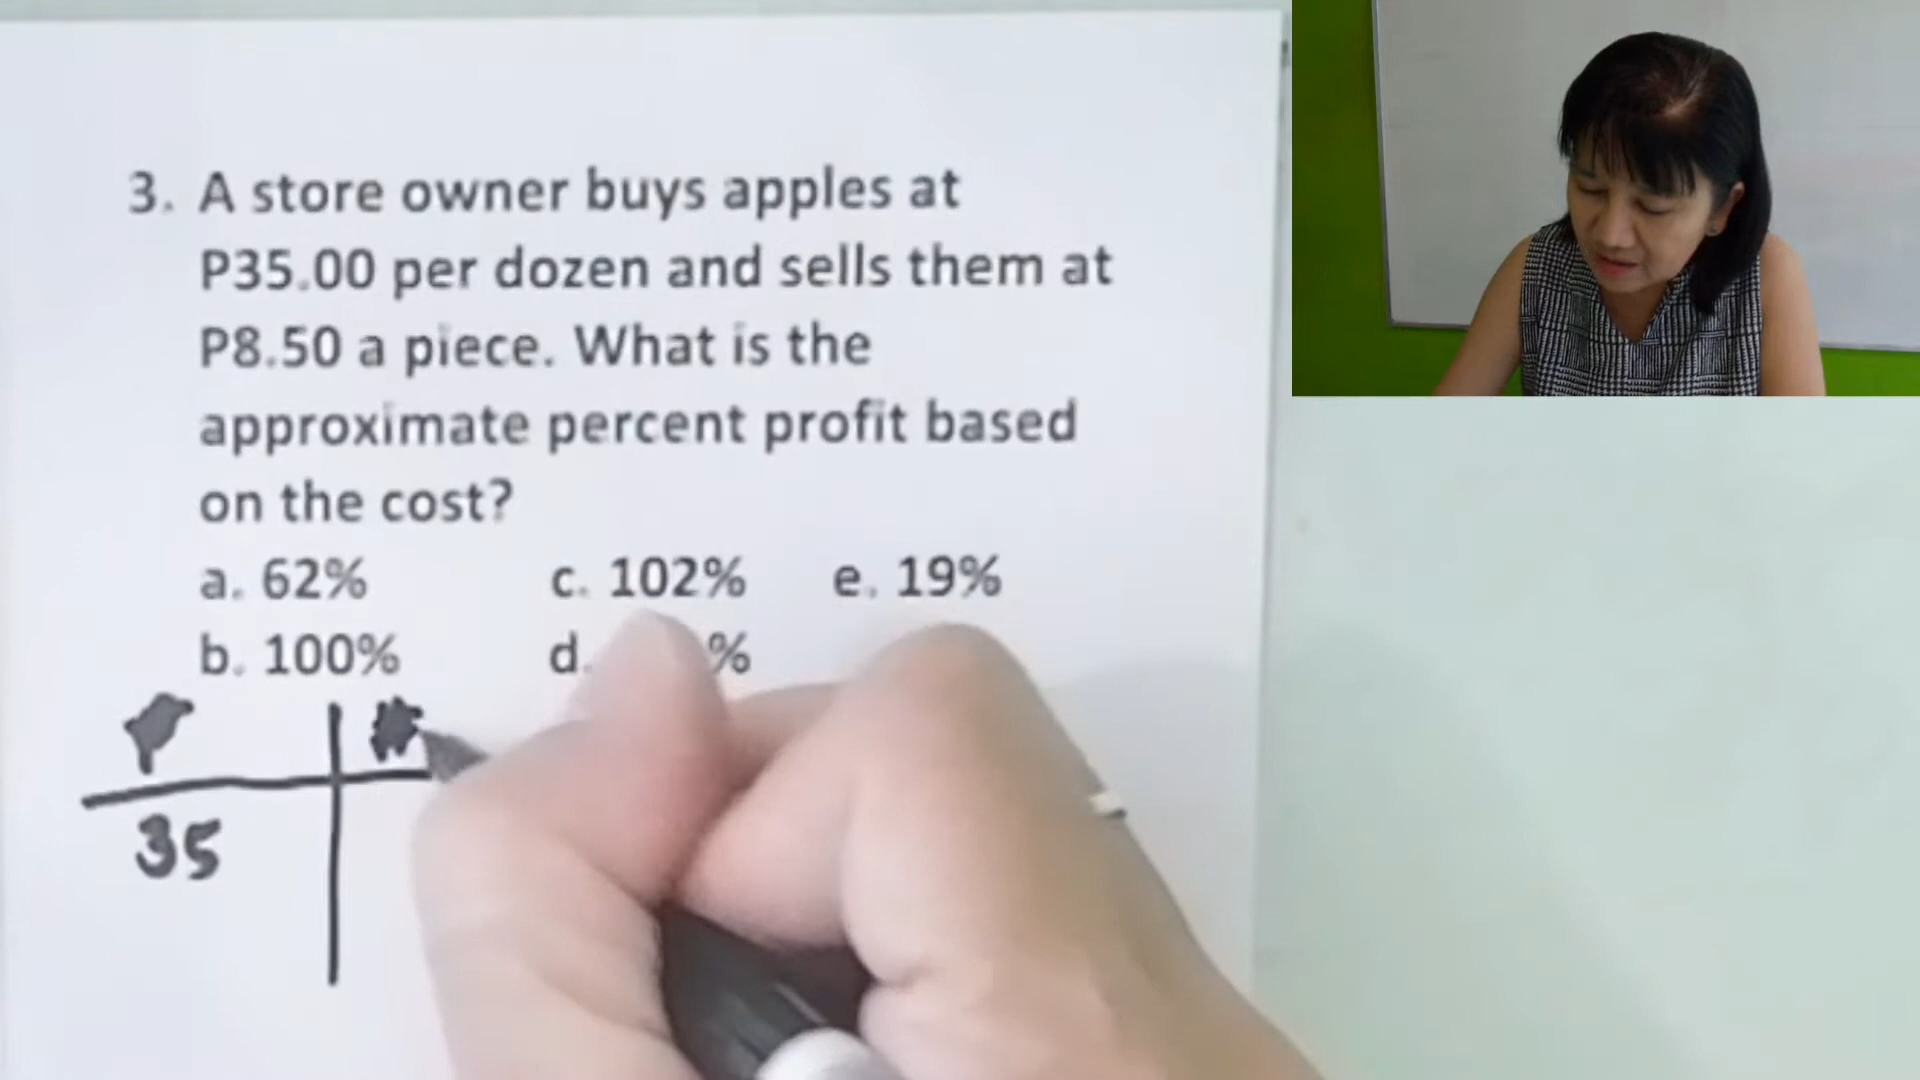 3. A store owner buys apples at
P35.00 per dozen and sells them at
P8.50 a piece. What is the
approximate percent profit based
on the cost?
a. 62% c. 102% e. 19%
b. 100% d. %
35